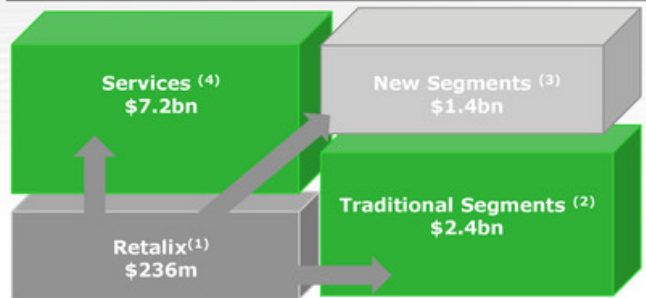 Services (4)
$7.2bn
New Segments (3)
$1.4bn
Traditional Segments (2)
$2.4bn
Retalix(1)
$236m